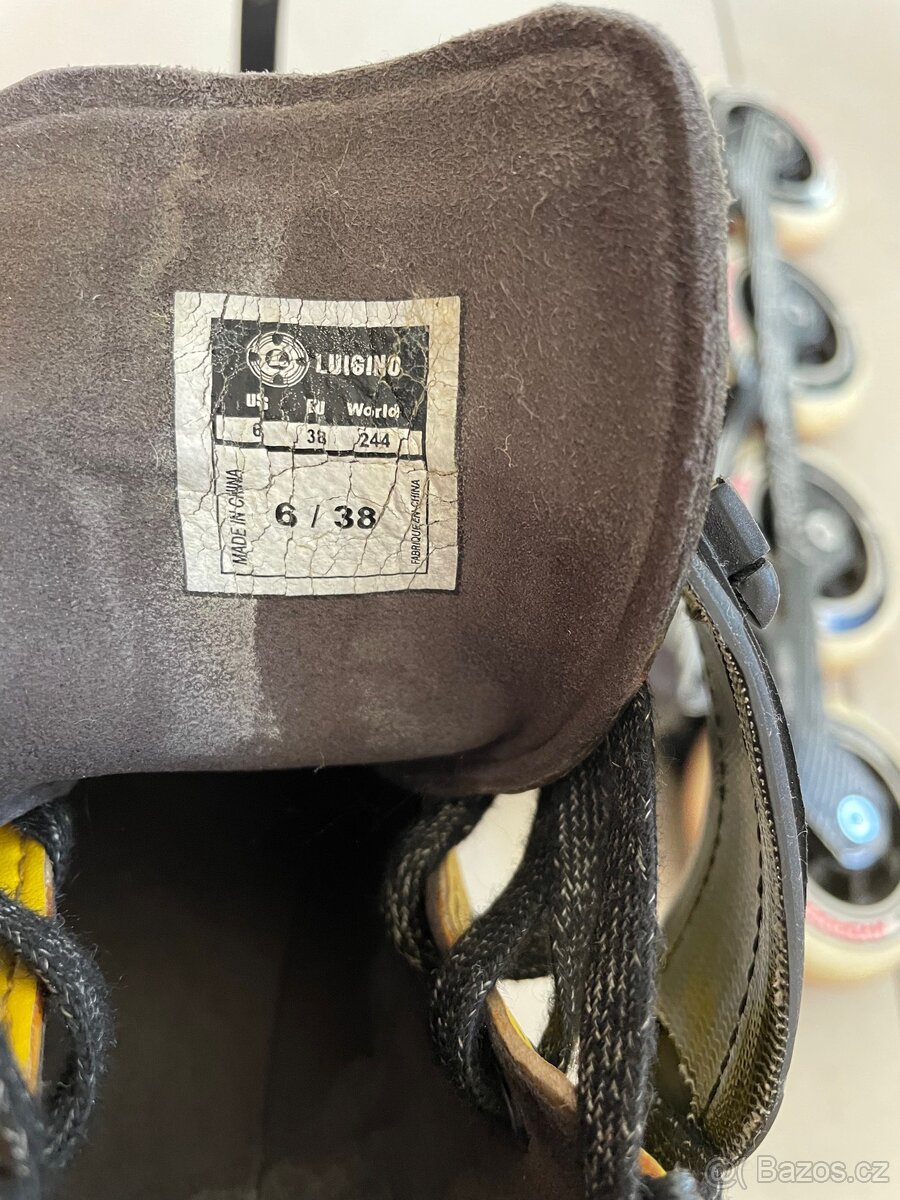 LUIGINO
US EU World
6 38 244
MADE IN CHINA
6 / 38
FABRIQUE EN CHINA
Bazos.cz